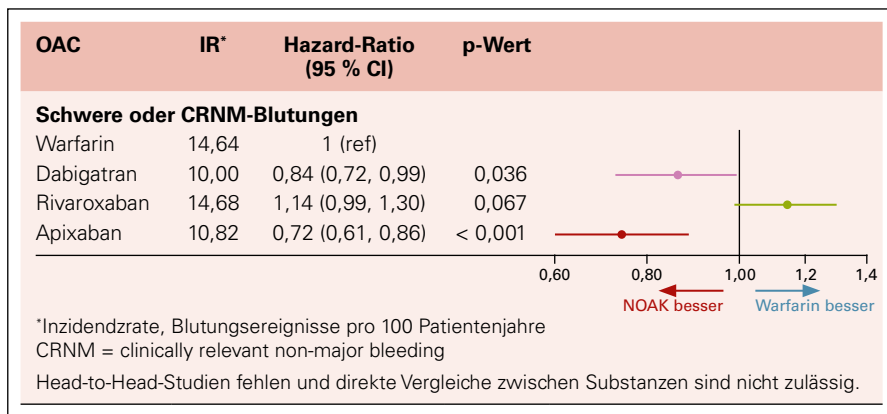 OAC IR* Hazard-Ratio (95 % CI) p-Wert
Schwere oder CRNM-Blutungen
Warfarin 14,64 1 (ref)
Dabigatran 10,00 0,84 (0,72, 0,99) 0,036
Rivaroxaban 14,68 1,14 (0,99, 1,30) 0,067
Apixaban 10,82 0,72 (0,61, 0,86) < 0,001
0,60 0,80 1,00 1,2 1,4
NOAK besser Warfarin besser
*Inzidendzrate, Blutungsereignisse pro 100 Patientenjahre
CRNM = clinically relevant non-major bleeding
Head-to-Head-Studien fehlen und direkte Vergleiche zwischen Substanzen sind nicht zulässig.